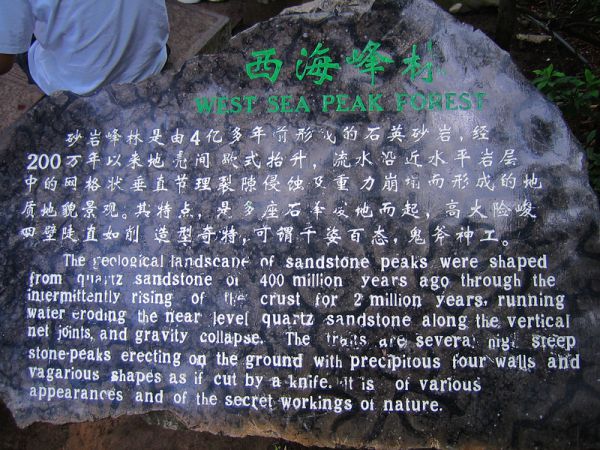 西海峰林
WEST SEA PEAK FOREST
砂岩峰林是由4亿多年前形成的石英砂岩，经
200万年以来地壳间歇式抬升，流水沿近水平岩层
中的网格状垂直节理裂隙侵蚀及重力崩塌而形成的地
质地貌景观。其特点，是多座石峰拔地而起，高大险峻
四壁陡直如削 造型奇特，可谓千姿百态，鬼斧神工。
The geological landscape of sandstone peaks were shaped
from quartz sandstone of 400 million years ago through the
intermittently rising of the crust for 2 million years, running
water eroding the near level quartz sandstone along the vertical
net joints, and gravity collapse. The traits are several high steep
stone-peaks erecting on the ground with precipitous four walls and
vagarious shapes as if cut by a knife. It is of various
appearances and of the secret workings of nature.